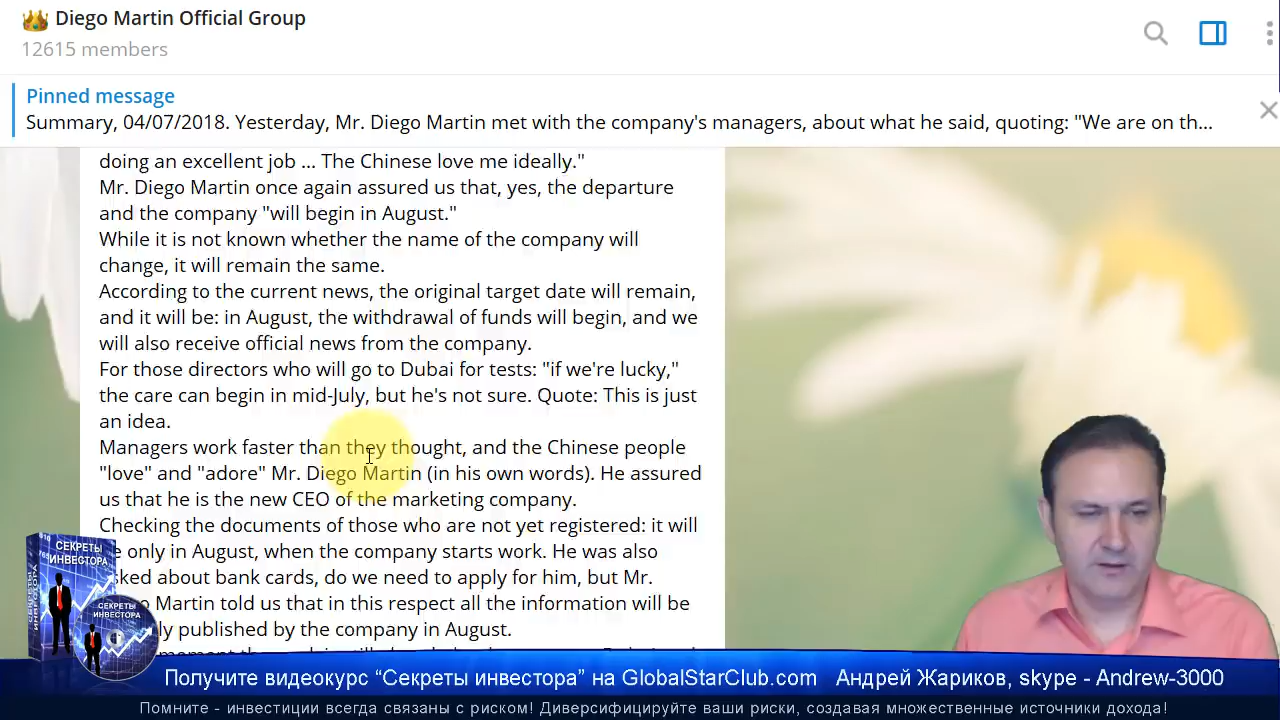 👑 Diego Martin Official Group
12615 members
Pinned message
Summary, 04/07/2018. Yesterday, Mr. Diego Martin met with the company's managers, about what he said, quoting: "We are on th...
doing an excellent job ... The Chinese love me ideally."
Mr. Diego Martin once again assured us that, yes, the departure
and the company "will begin in August."
While it is not known whether the name of the company will
change, it will remain the same.
According to the current news, the original target date will remain,
and it will be: in August, the withdrawal of funds will begin, and we
will also receive official news from the company.
For those directors who will go to Dubai for tests: "if we're lucky,"
the care can begin in mid-July, but he's not sure. Quote: This is just
an idea.
Managers work faster than they thought, and the Chinese people
"love" and "adore" Mr. Diego Martin (in his own words). He assured
us that he is the new CEO of the marketing company.
Checking the documents of those who are not yet registered: it will
only in August, when the company starts work. He was also
asked about bank cards, do we need to apply for him, but Mr.
Martin told us that in this respect all the information will be
published by the company in August.
СЕКРЕТЫ
ИНВЕСТОРА
СЕКРЕТЫ
ИНВЕСТОРА
СЕКРЕТЫ
ИНВЕСТОРА
Получите видеокурс “Секреты инвестора” на GlobalStarClub.com Андрей Жариков, skype - Andrew-3000
Помните - инвестиции всегда связаны с риском! Диверсифицируйте ваши риски, создавая множественные источники дохода!